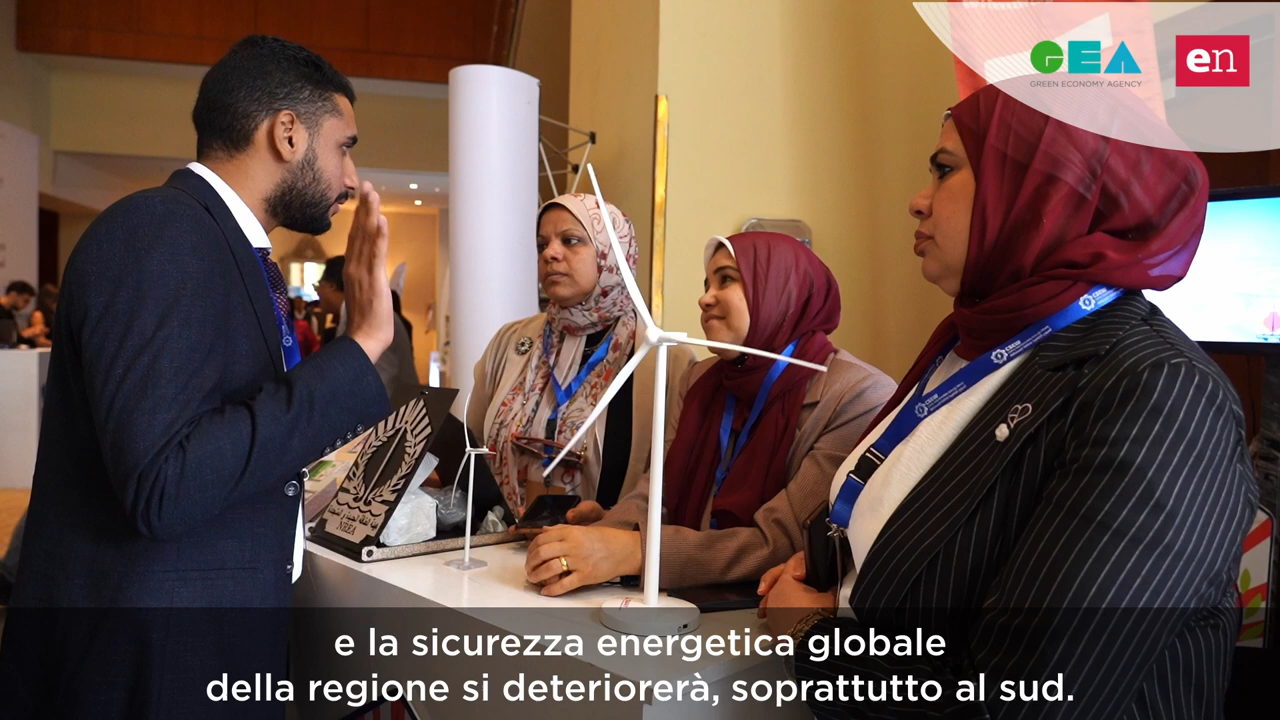 GEA
GREEN ECONOMY AGENCY
en
NREA
e la sicurezza energetica globale
della regione si deteriorerà, soprattutto al sud.